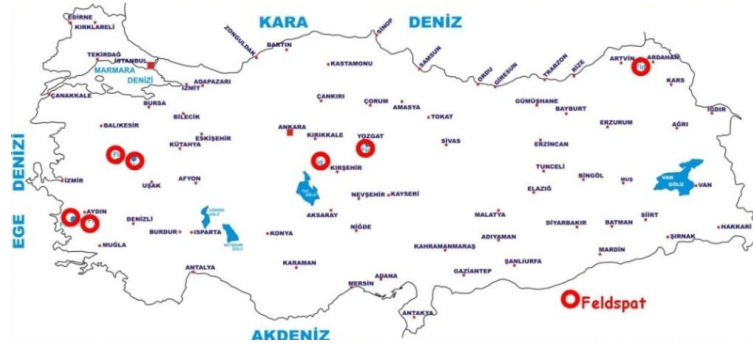 KARA DENİZ
EDİRNE
KIRKLARELİ
TEKİRDAĞ
İSTANBUL
MARMARA
DENİZİ
ZONGULDAK
BARTIN
SİNOP
KASTAMONU
SAMSUN
ORDU
GİRESUN
TRABZON
RİZE
ARTVİN
ARDAHAN
KARS
ÇANAKKALE
İZMİT
ADAPAZARI
BURSA
BİLECİK
ÇANKIRI
ÇORUM
AMASYA
TOKAT
GÜMÜŞHANE
BAYBURT
ERZURUM
AĞRI
IĞDIR
BALIKESİR
ESKİŞEHİR
KÜTAHYA
ANKARA
KIRIKKALE
YOZGAT
SİVAS
ERZİNCAN
EGE DENİZİ
İZMİR
UŞAK
AFYON
KIRŞEHİR
NEVŞEHİR
KAYSERİ
TUNCELİ
ELAZIĞ
BİNGÖL
MUŞ
VAN
GÖLÜ
VAN
AYDIN
DENİZLİ
BURDUR
ISPARTA
AKSARAY
KONYA
NİĞDE
MALATYA
DİYARBAKIR
BATMAN
SİİRT
HAKKARİ
MUĞLA
ANTALYA
KARAMAN
MERSİN
ADANA
KAHRAMANMARAŞ
ADIYAMAN
GAZİANTEP
ŞANLIURFA
MARDİN
ŞIRNAK
ANTAKYA
AKDENİZ
Feldspat